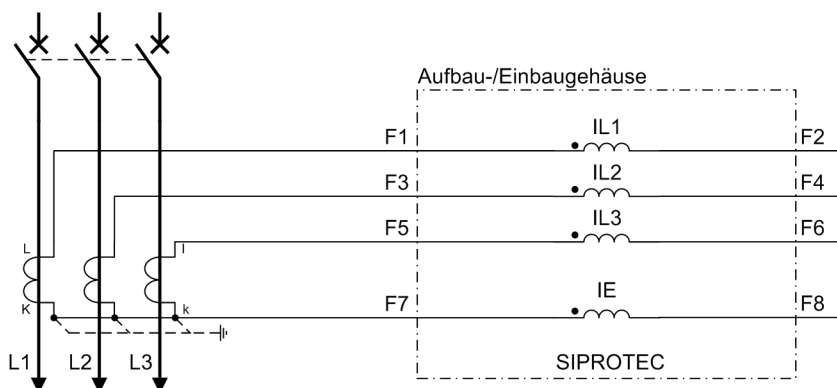 Aufbau-/Einbaugehäuse
F1 IL1 F2
F3 IL2 F4
F5 IL3 F6
L l
K k
F7 IE F8
L1 L2 L3
SIPROTEC